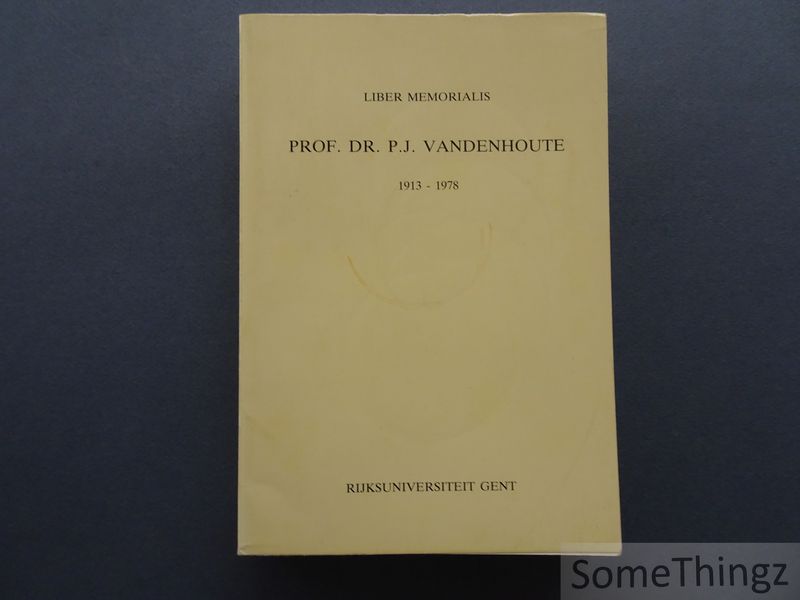 LIBER MEMORIALIS
PROF. DR. P.J. VANDENHOUTE
1913 - 1978
RIJKSUNIVERSITEIT GENT
SomeThingz